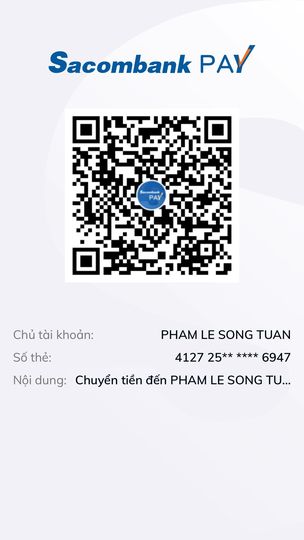 Sacombank PAY
Sacombank
PAY
Chủ tài khoản: PHAM LE SONG TUAN
Số thẻ: 4127 25** **** 6947
Nội dung: Chuyển tiền đến PHAM LE SONG TU...